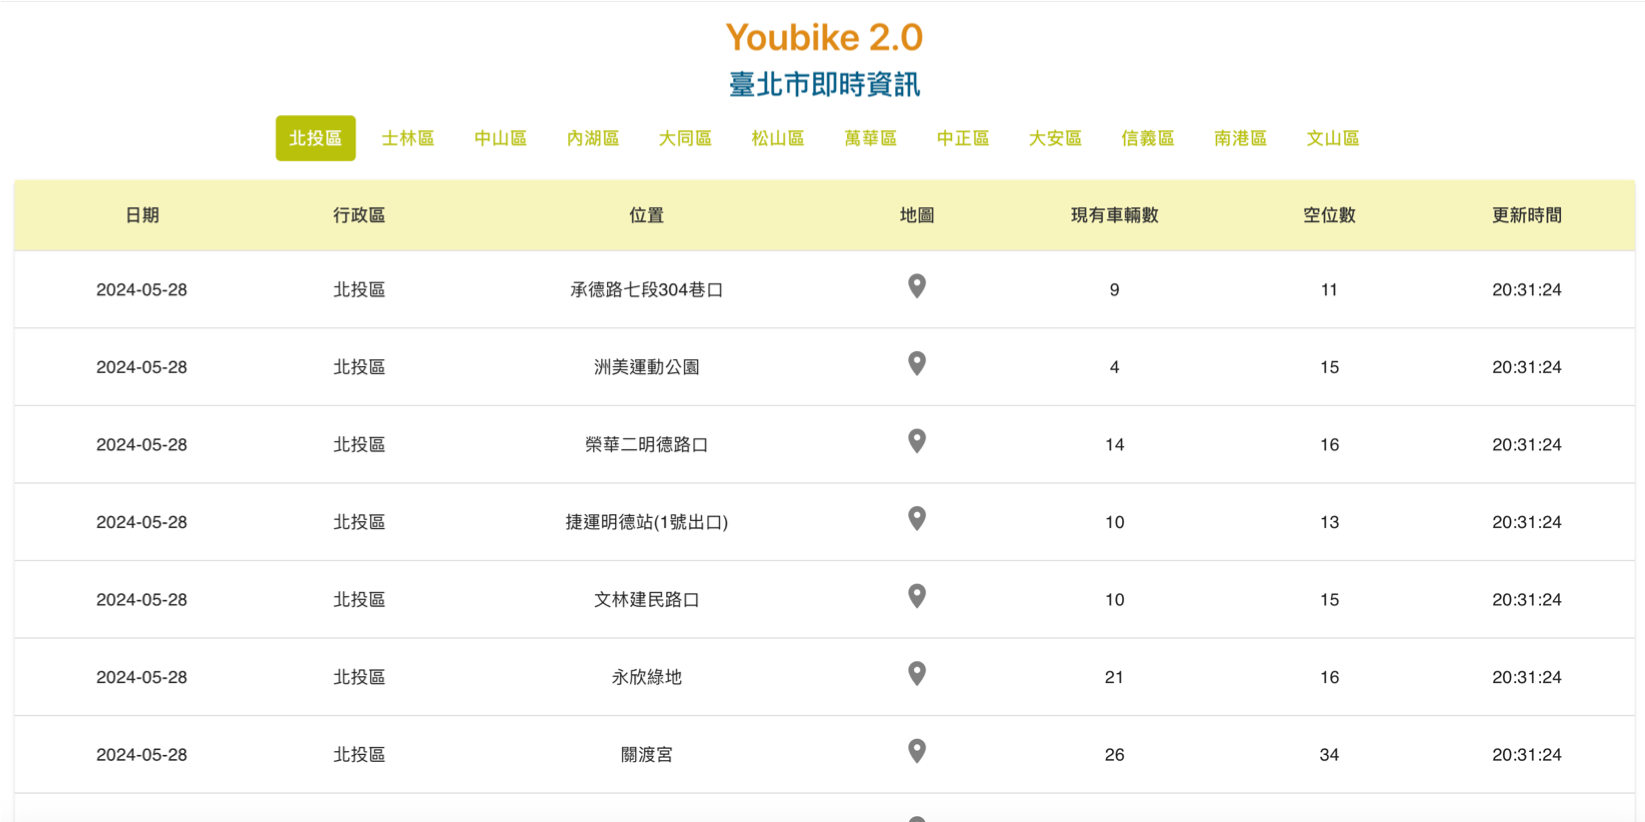 Youbike 2.0
臺北市即時資訊
北投區 士林區 中山區 內湖區 大同區 松山區 萬華區 中正區 大安區 信義區 南港區 文山區
日期 行政區 位置 地圖 現有車輛數 空位數 更新時間
2024-05-28 北投區 承德路七段304巷口 9 11 20:31:24
2024-05-28 北投區 洲美運動公園 4 15 20:31:24
2024-05-28 北投區 榮華二明德路口 14 16 20:31:24
2024-05-28 北投區 捷運明德站(1號出口) 10 13 20:31:24
2024-05-28 北投區 文林建民路口 10 15 20:31:24
2024-05-28 北投區 永欣綠地 21 16 20:31:24
2024-05-28 北投區 關渡宮 26 34 20:31:24